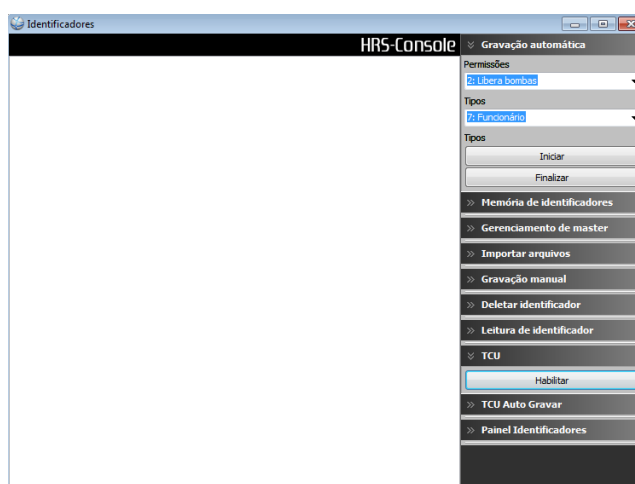 Identificadores
HRS-Console
Gravação automática
Permissões
2: Libera bombas
Tipos
7: Funcionário
Tipos
Iniciar
Finalizar
Memória de identificadores
Gerenciamento de master
Importar arquivos
Gravação manual
Deletar identificador
Leitura de identificador
TCU
Habilitar
TCU Auto Gravar
Painel Identificadores